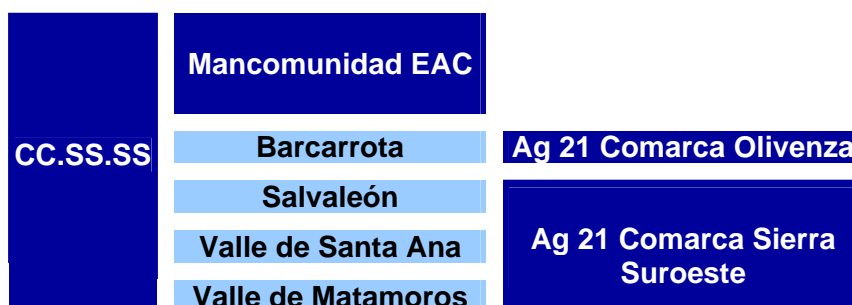 Mancomunidad EAC
CC.SS.SS
Barcarrota
Ag 21 Comarca Olivenza
Salvaleón
Valle de Santa Ana
Ag 21 Comarca Sierra
Suroeste
Valle de Matamoros